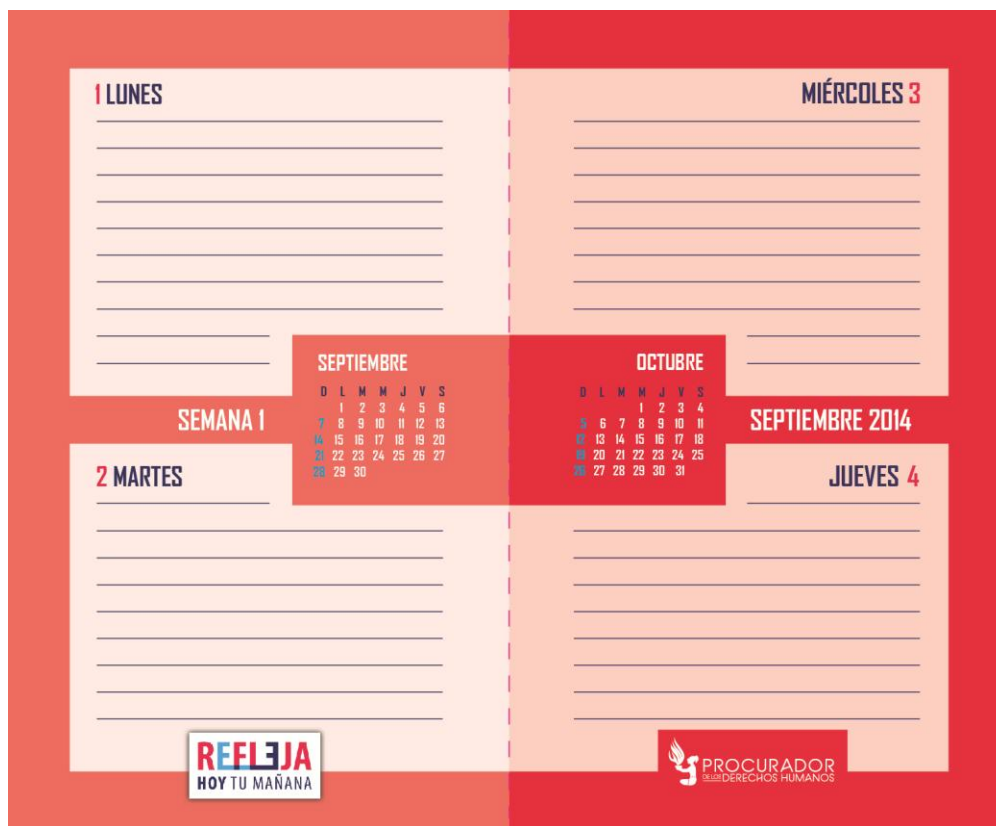 1 LUNES
MIÉRCOLES 3
SEPTIEMBRE
D L M M J V S
1 2 3 4 5 6
7 8 9 10 11 12 13
14 15 16 17 18 19 20
21 22 23 24 25 26 27
28 29 30
OCTUBRE
D L M M J V S
1 2 3 4
5 6 7 8 9 10 11
12 13 14 15 16 17 18
19 20 21 22 23 24 25
26 27 28 29 30 31
SEMANA 1
SEPTIEMBRE 2014
2 MARTES
JUEVES 4
REFLEJA
HOY TU MAÑANA
PROCURADOR
DE LOS DERECHOS HUMANOS